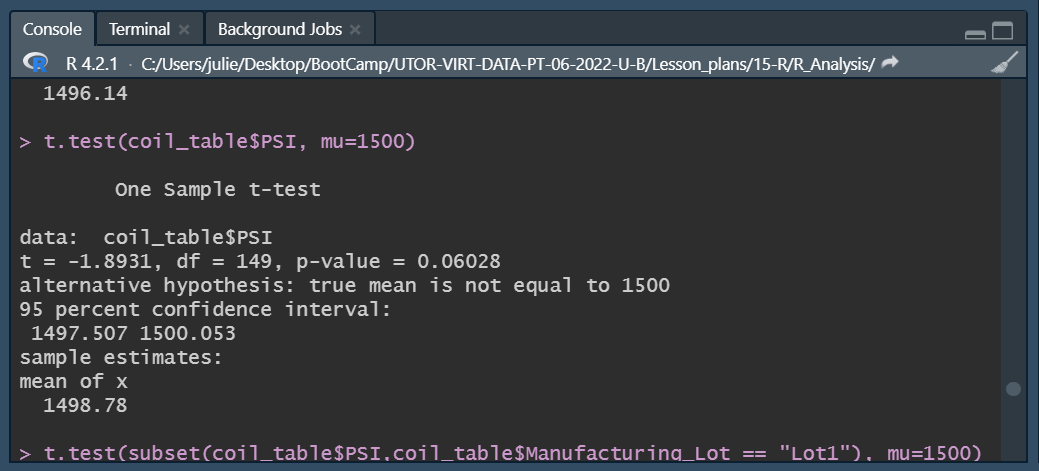 Console Terminal Background Jobs
R R 4.2.1 · C:/Users/julie/Desktop/BootCamp/UTOR-VIRT-DATA-PT-06-2022-U-B/Lesson_plans/15-R/R_Analysis/
1496.14
> t.test(coil_table$PSI, mu=1500)
One Sample t-test
data:  coil_table$PSI
t = -1.8931, df = 149, p-value = 0.06028
alternative hypothesis: true mean is not equal to 1500
95 percent confidence interval:
1497.507 1500.053
sample estimates:
mean of x
1498.78
> t.test(subset(coil_table$PSI,coil_table$Manufacturing_Lot == "Lot1"), mu=1500)